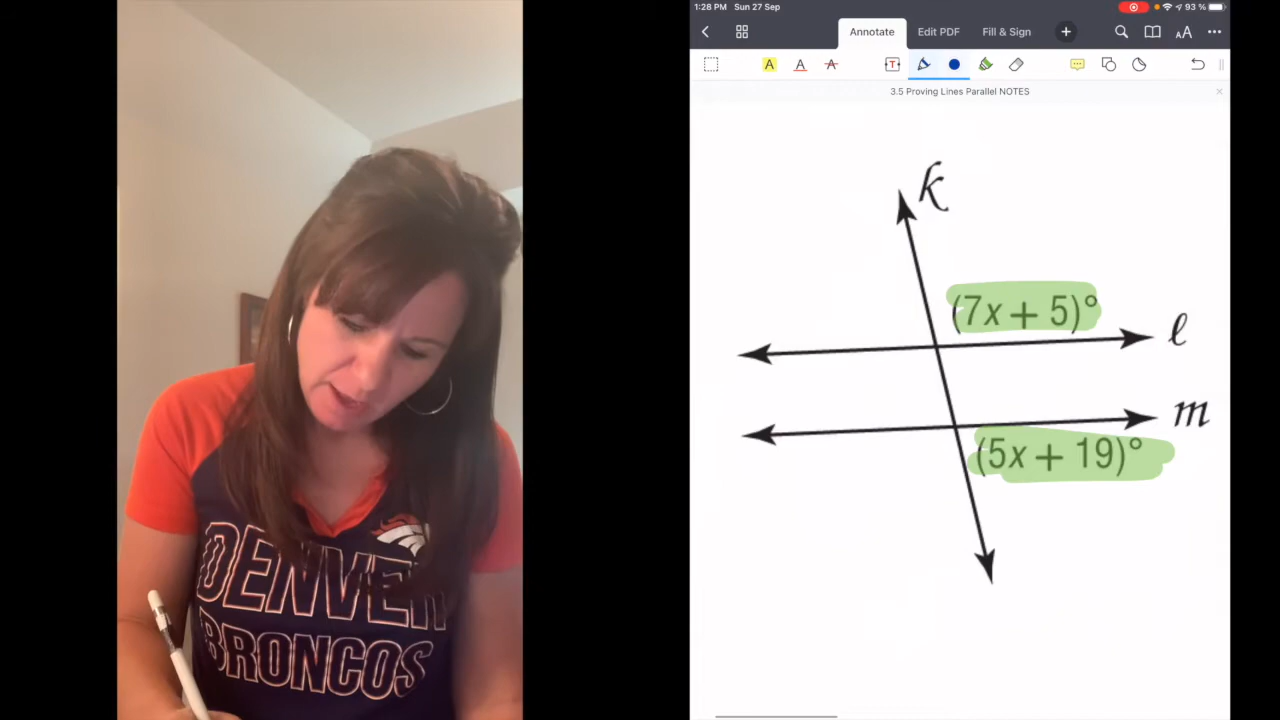 1:28 PM Sun 27 Sep 93 %
Annotate Edit PDF Fill & Sign
A A A T AA
3.5 Proving Lines Parallel NOTES
k
(7x + 5)°
ℓ
m
(5x + 19)°
DENVER
BRONCOS